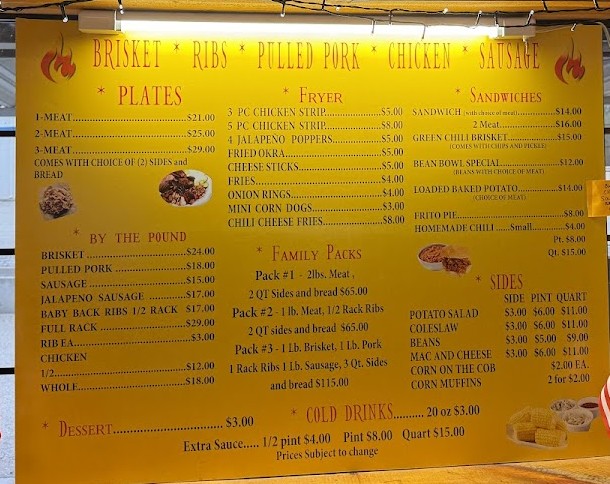 BRISKET * RIBS * PULLED PORK * CHICKEN * SAUSAGE
* PLATES
1-MEAT................$21.00
2-MEAT................$25.00
3-MEAT................$29.00
COMES WITH CHOICE OF (2) SIDES and
BREAD
* BY THE POUND
BRISKET................$24.00
PULLED PORK................$18.00
SAUSAGE................$15.00
JALAPENO SAUSAGE ................$17.00
BABY BACK RIBS 1/2 RACK $17.00
FULL RACK................$29.00
RIB EA................$3.00
CHICKEN
1/2................$12.00
WHOLE................$18.00
* FRYER
3 PC CHICKEN STRIP................$5.00
5 PC CHICKEN STRIP................$8.00
4 JALAPEÑO POPPERS................$5.00
FRIED OKRA................$5.00
CHEESE STICKS................$5.00
FRIES................$4.00
ONION RINGS................$4.00
MINI CORN DOGS................$3.00
CHILI CHEESE FRIES................$8.00
* FAMILY PACKS
Pack #1 - 2lbs. Meat ,
2 QT Sides and bread $65.00
Pack #2 - 1 lb. Meat, 1/2 Rack Ribs
2 QT sides and bread $65.00
Pack #3 - 1 Lb. Brisket, 1 Lb. Pork
1 Rack Ribs 1 Lb. Sausage, 3 Qt. Sides
and bread $115.00
* SANDWICHES
SANDWICH (with choice of meat)................$14.00
2 Meat................$16.00
GREEN CHILI BRISKET................$15.00
(COMES WITH CHIPS AND PICKLE)
BEAN BOWL SPECIAL................$12.00
(BEANS WITH CHOICE OF MEAT)
LOADED BAKED POTATO................$14.00
(CHOICE OF MEAT)
FRITO PIE................$8.00
HOMEMADE CHILI ......Small......$4.00
Pt. $8.00
Qt. $15.00
* SIDES
SIDE PINT QUART
POTATO SALAD $3.00 $6.00 $11.00
COLESLAW $3.00 $6.00 $11.00
BEANS $3.00 $5.00 $9.00
MAC AND CHEESE $3.00 $6.00 $11.00
CORN ON THE COB $2.00 EA.
CORN MUFFINS 2 for $2.00
* DESSERT................$3.00
* COLD DRINKS.......... 20 oz $3.00
Extra Sauce..... 1/2 pint $4.00 Pint $8.00 Quart $15.00
Prices Subject to change